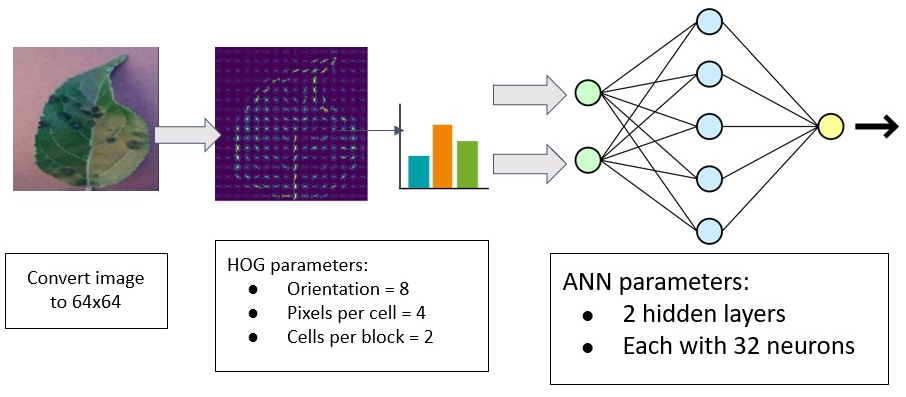 Convert image
to 64x64
HOG parameters:
● Orientation = 8
● Pixels per cell = 4
● Cells per block = 2
ANN parameters:
● 2 hidden layers
● Each with 32 neurons